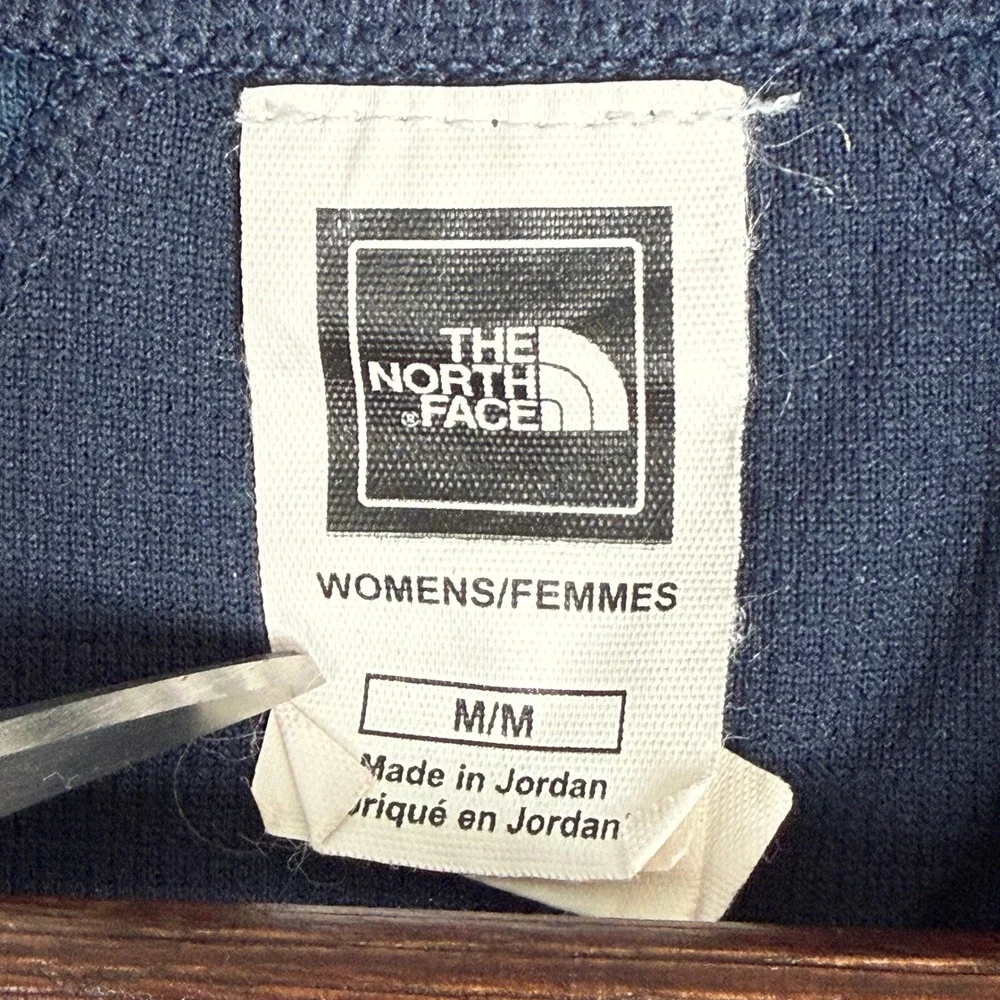 THE
NORTH
®FACE
WOMENS/FEMMES
M/M
Made in Jordan
en Jordan